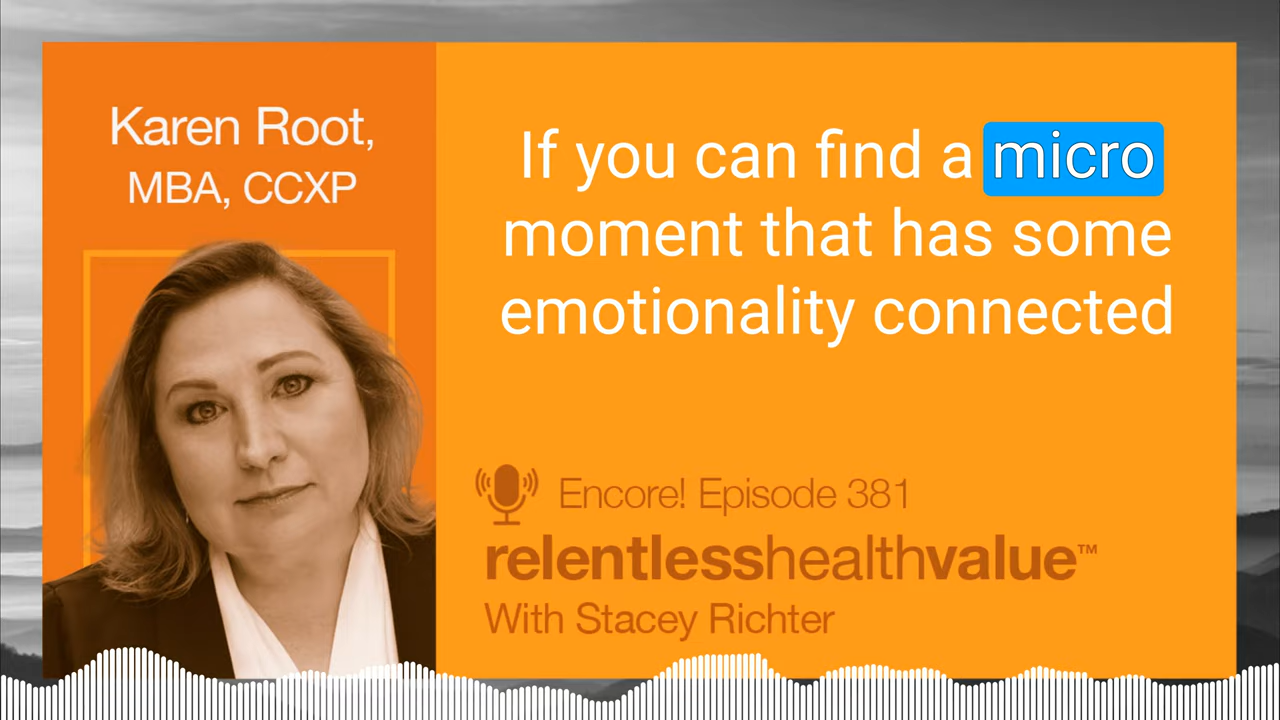 Karen Root,
MBA, CCXP
If you can find a micro
moment that has some
emotionality connected
Encore! Episode 381
relentlesshealthvalue™
With Stacey Richter